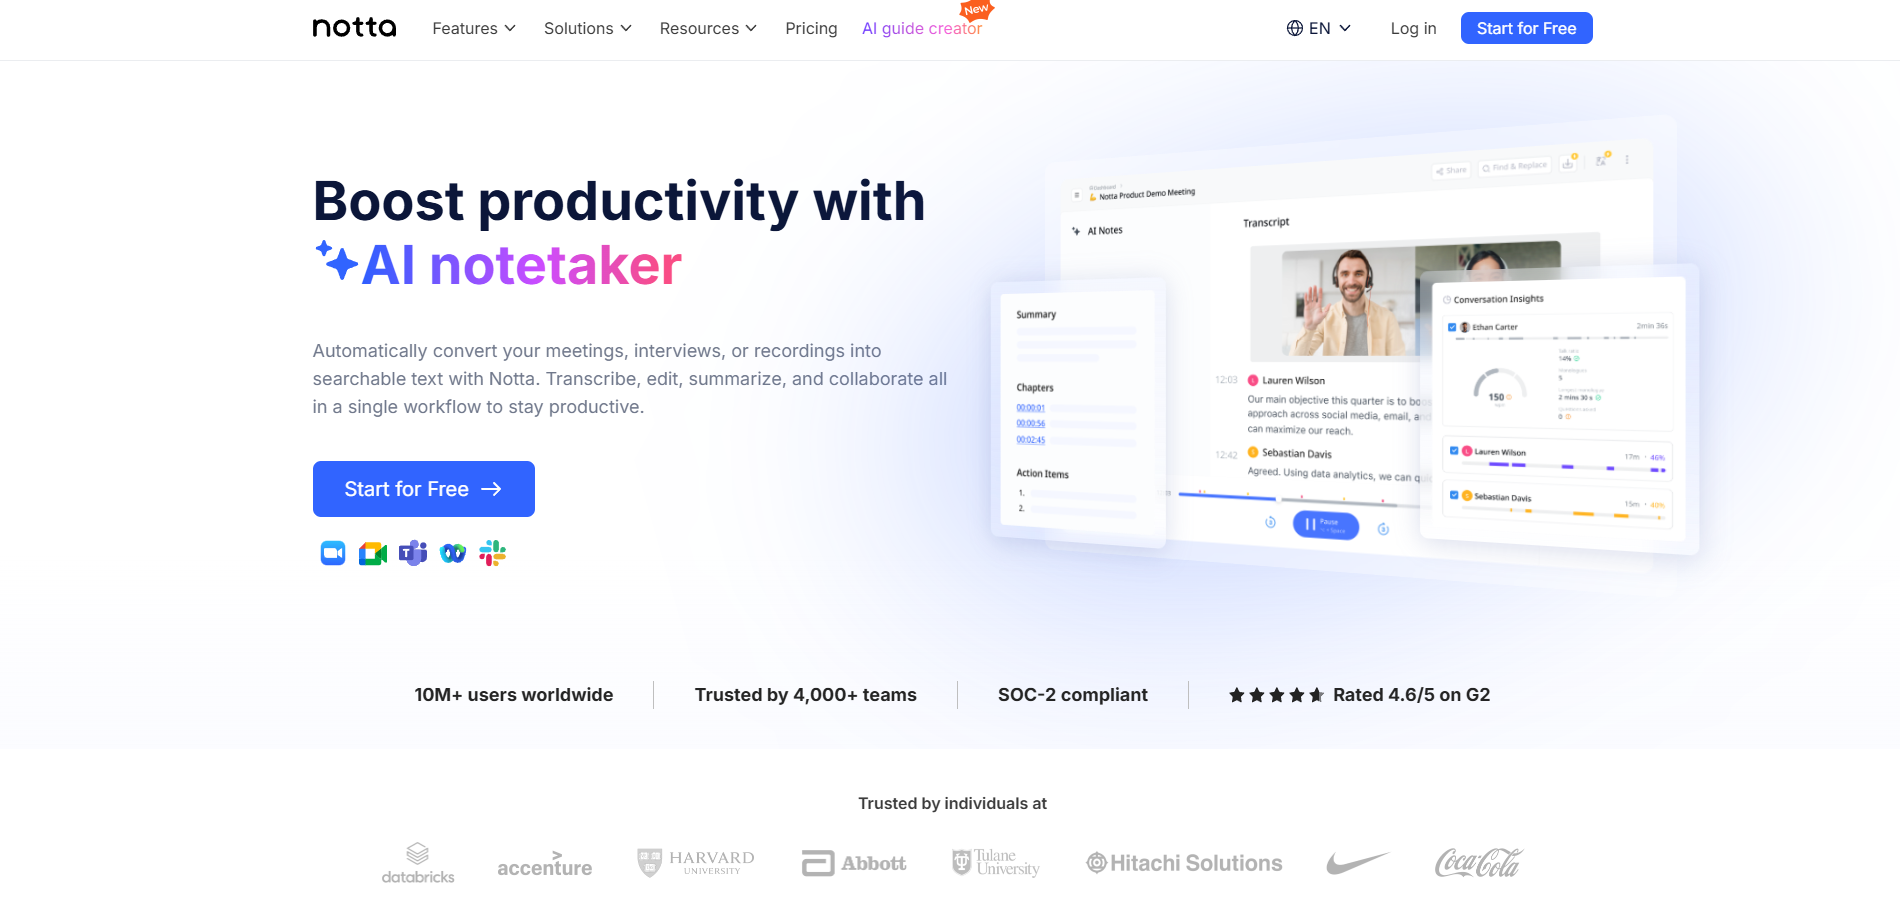 notta
Features
Solutions
Resources
Pricing
AI guide creator
New
EN
Log in
Start for Free
Boost productivity with
AI notetaker
Automatically convert your meetings, interviews, or recordings into
searchable text with Notta. Transcribe, edit, summarize, and collaborate all
in a single workflow to stay productive.
Start for Free
Dashboard
Notta Product Demo Meeting
Share
Find & Replace
AI Notes
Transcript
Summary
Chapters
00:00:01
00:00:56
00:02:45
Action Items
1.
2.
12:03
Lauren Wilson
Our main objective this quarter is to
approach across social media, email,
can maximize our reach.
12:42
Sebastian Davis
Agreed. Using data analytics, we can
Pause
Conversation Insights
Ethan Carter
2min 36s
14%
5
2 mins 30 s
0
150
Lauren Wilson
17m · 46%
Sebastian Davis
15m · 40%
10M+ users worldwide
Trusted by 4,000+ teams
SOC-2 compliant
Rated 4.6/5 on G2
Trusted by individuals at
databricks
accenture
HARVARD
UNIVERSITY
Abbott
Tulane
University
Hitachi Solutions
Coca-Cola